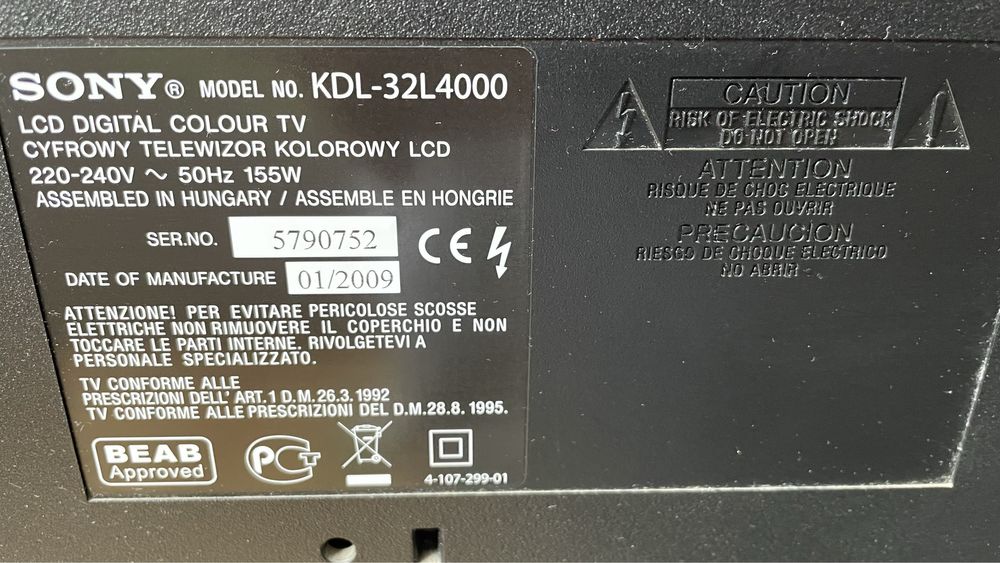 SONY® MODEL NO. KDL-32L4000
LCD DIGITAL COLOUR TV
CYFROWY TELEWIZOR KOLOROWY LCD
220-240V ~ 50Hz 155W
ASSEMBLED IN HUNGARY / ASSEMBLE EN HONGRIE
SER.NO. 5790752
CE
DATE OF MANUFACTURE 01/2009
ATTENZIONE! PER EVITARE PERICOLOSE SCOSSE
ELETTRICHE NON RIMUOVERE IL COPERCHIO E NON
TOCCARE LE PARTI INTERNE. RIVOLGETEVI A
PERSONALE SPECIALIZZATO.
TV CONFORME ALLE
PRESCRIZIONI DELL' ART.1 D.M.26.3.1992
TV CONFORME ALLE PRESCRIZIONI DEL D.M.28.8. 1995.
BEAB
Approved
PCT
4-107-299-01
CAUTION
RISK OF ELECTRIC SHOCK
DO NOT OPEN
ATTENTION
RISQUE DE CHOC ELECTRIQUE
NE PAS OUVRIR
PRECAUCION
RIESGO DE CHOQUE ELECTRICO
NO ABRIR